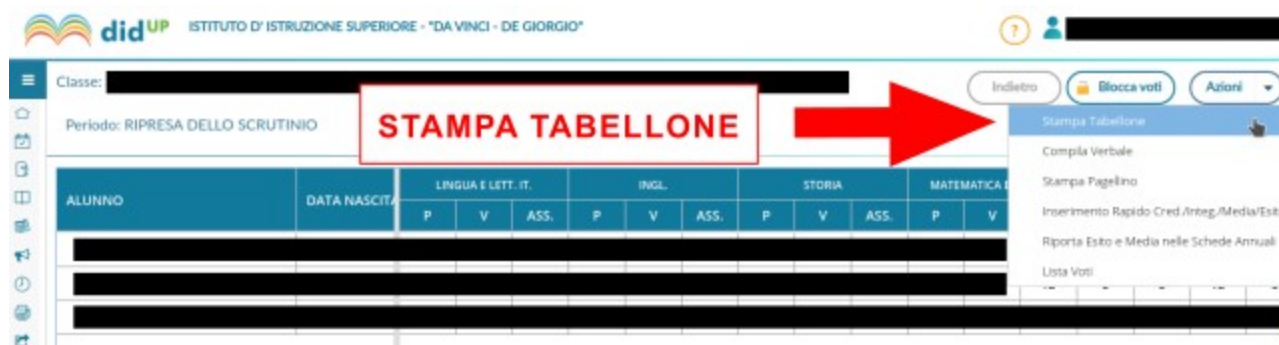 didUP ISTITUTO D' ISTRUZIONE SUPERIORE - "DA VINCI - DE GIORGIO" ?
Classe: Indietro Blocca voti Azioni
Periodo: RIPRESA DELLO SCRUTINIO
STAMPA TABELLONE
Stampa Tabellone
Compila Verbale
Stampa Pagellino
Inserimento Rapido Cred./Integ./Media/Esit
Riporta Esito e Media nelle Schede Annuali
Lista Voti
ALUNNO DATA NASCITA LINGUA E LETT. IT. INGL. STORIA MATEMATICA
P V ASS. P V ASS. P V ASS. P V